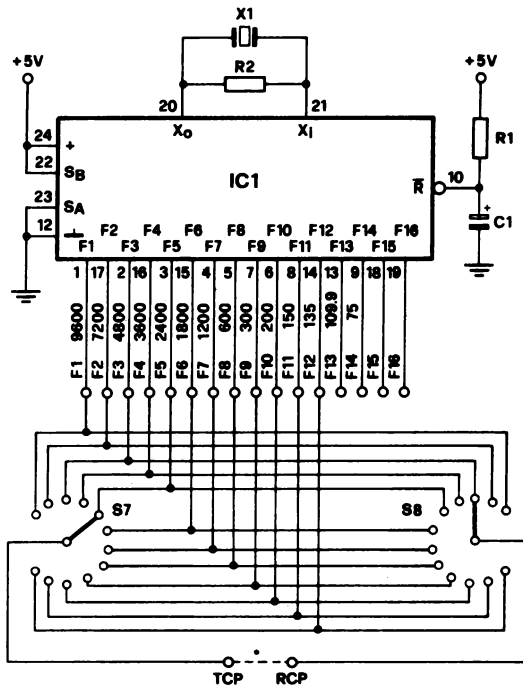 X1
+5V
R2
+5V
20
21
Xo
Xi
R1
24
+
22
SB
IC1
23
SA
R̅
10
+
12
C1
F2 F4 F6 F8 F10 F12 F14 F16
F1 F3 F5 F7 F9 F11 F13 F15
1 17 2 16 3 15 4 5 7 6 8 14 13 9 18 19
9600 7200 4800 3600 2400 1800 1200 600 300 200 150 135 109.9 75
F1 F2 F3 F4 F5 F6 F7 F8 F9 F10 F11 F12 F13 F14 F15 F16
S7
S8
*
TCP
RCP